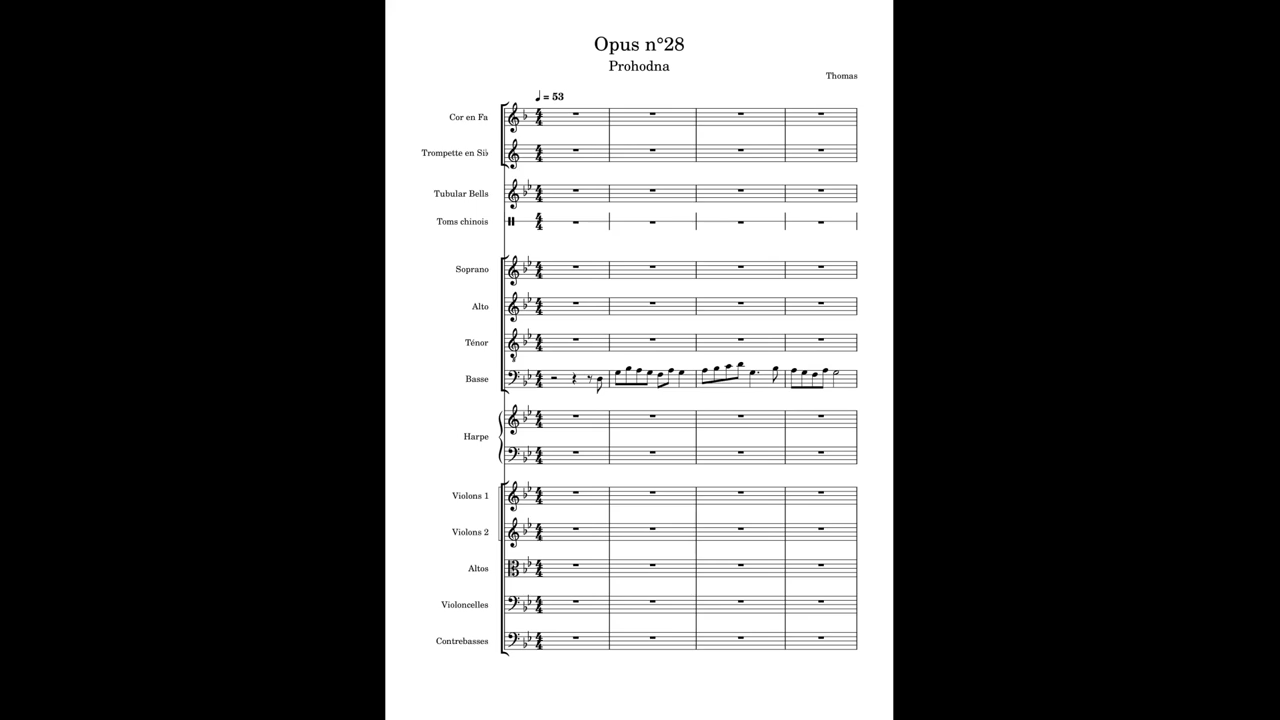 Opus n°28
Prohodna
Thomas
♩ = 53
Cor en Fa
Trompette en Si♭
Tubular Bells
Toms chinois
Soprano
Alto
Ténor
Basse
Harpe
Violons 1
Violons 2
Altos
Violoncelles
Contrebasses